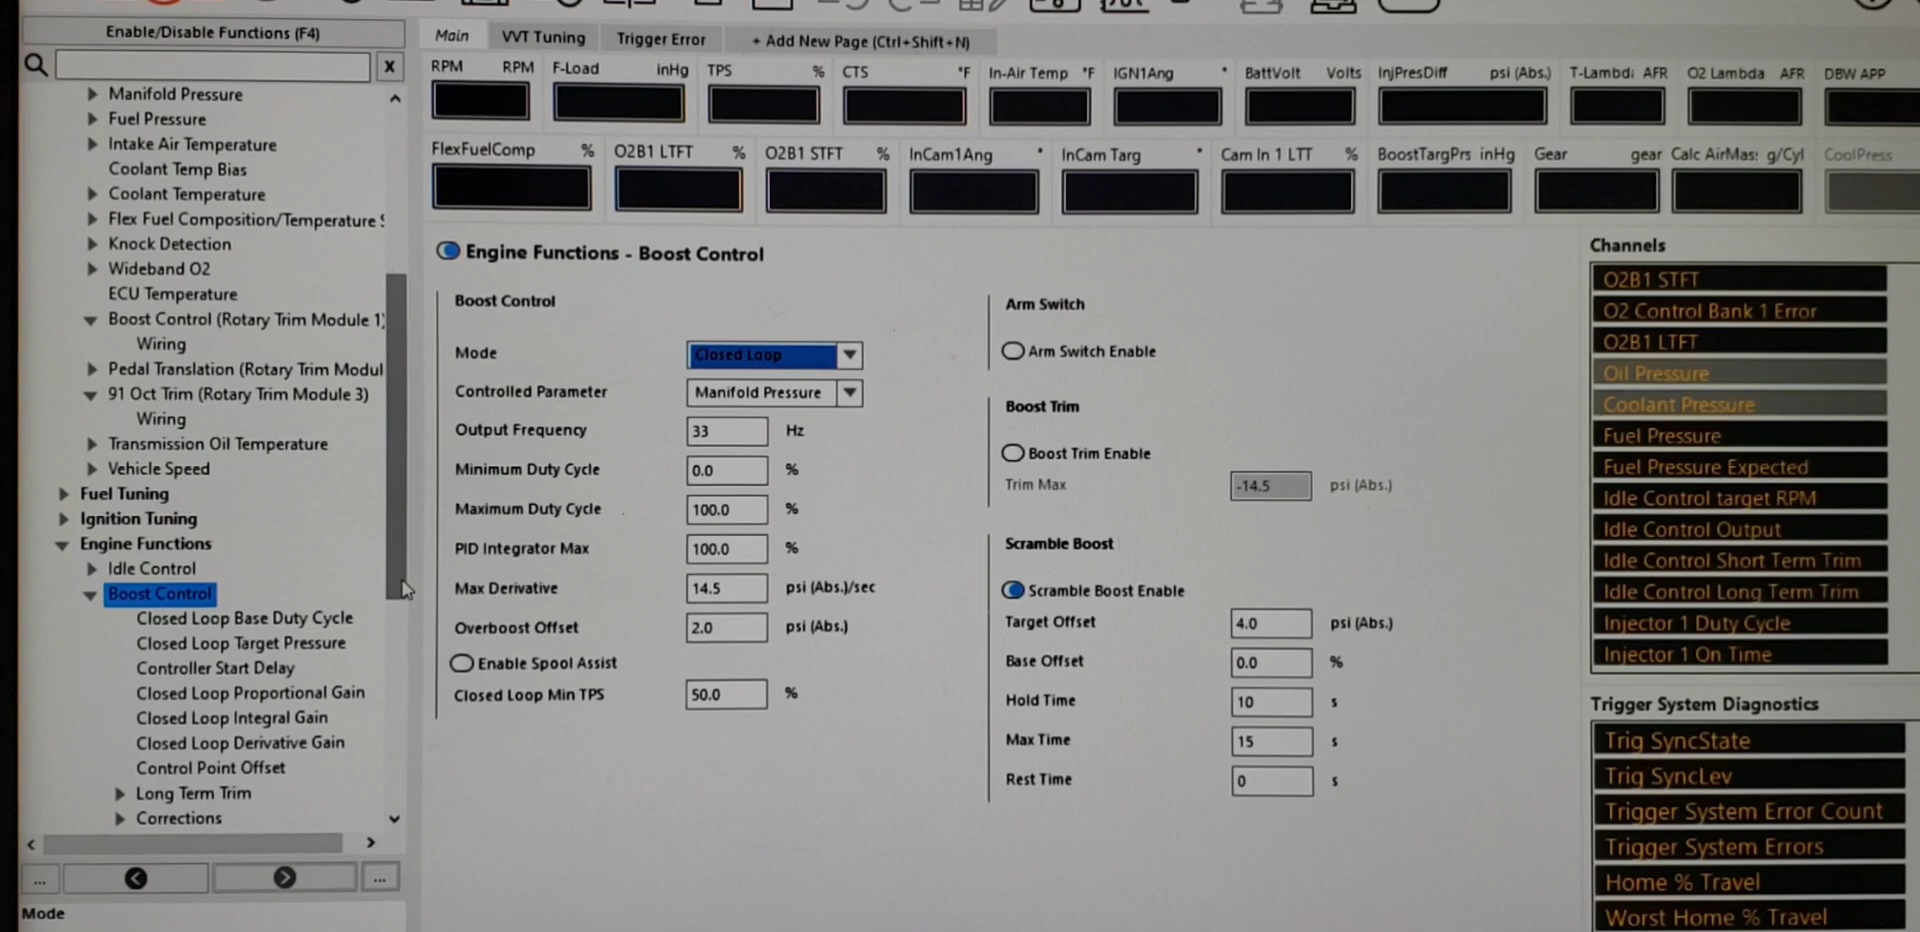 Enable/Disable Functions (F4)
X
Manifold Pressure
Fuel Pressure
Intake Air Temperature
Coolant Temp Bias
Coolant Temperature
Flex Fuel Composition/Temperature S
Knock Detection
Wideband O2
ECU Temperature
Boost Control (Rotary Trim Module 1)
Wiring
Pedal Translation (Rotary Trim Modul
91 Oct Trim (Rotary Trim Module 3)
Wiring
Transmission Oil Temperature
Vehicle Speed
Fuel Tuning
Ignition Tuning
Engine Functions
Idle Control
Boost Control
Closed Loop Base Duty Cycle
Closed Loop Target Pressure
Controller Start Delay
Closed Loop Proportional Gain
Closed Loop Integral Gain
Closed Loop Derivative Gain
Control Point Offset
Long Term Trim
Corrections
... ...
Mode
Main VVT Tuning Trigger Error + Add New Page (Ctrl+Shift+N)
RPM RPM F-Load inHg TPS % CTS °F In-Air Temp °F IGN1Ang ° BattVolt Volts InjPresDiff psi (Abs.) T-Lambd: AFR O2 Lambda AFR DBW APP
FlexFuelComp % O2B1 LTFT % O2B1 STFT % InCam1Ang ° InCam Targ ° Cam In 1 LTT % BoostTargPrs inHg Gear gear Calc AirMas: g/Cyl CoolPress
Engine Functions - Boost Control
Boost Control
Mode Closed Loop
Controlled Parameter Manifold Pressure
Output Frequency 33 Hz
Minimum Duty Cycle 0.0 %
Maximum Duty Cycle 100.0 %
PID Integrator Max 100.0 %
Max Derivative 14.5 psi (Abs.)/sec
Overboost Offset 2.0 psi (Abs.)
Enable Spool Assist
Closed Loop Min TPS 50.0 %
Arm Switch
Arm Switch Enable
Boost Trim
Boost Trim Enable
Trim Max -14.5 psi (Abs.)
Scramble Boost
Scramble Boost Enable
Target Offset 4.0 psi (Abs.)
Base Offset 0.0 %
Hold Time 10 s
Max Time 15 s
Rest Time 0 s
Channels
O2B1 STFT
O2 Control Bank 1 Error
O2B1 LTFT
Oil Pressure
Coolant Pressure
Fuel Pressure
Fuel Pressure Expected
Idle Control target RPM
Idle Control Output
Idle Control Short Term Trim
Idle Control Long Term Trim
Injector 1 Duty Cycle
Injector 1 On Time
Trigger System Diagnostics
Trig SyncState
Trig SyncLev
Trigger System Error Count
Trigger System Errors
Home % Travel
Worst Home % Travel